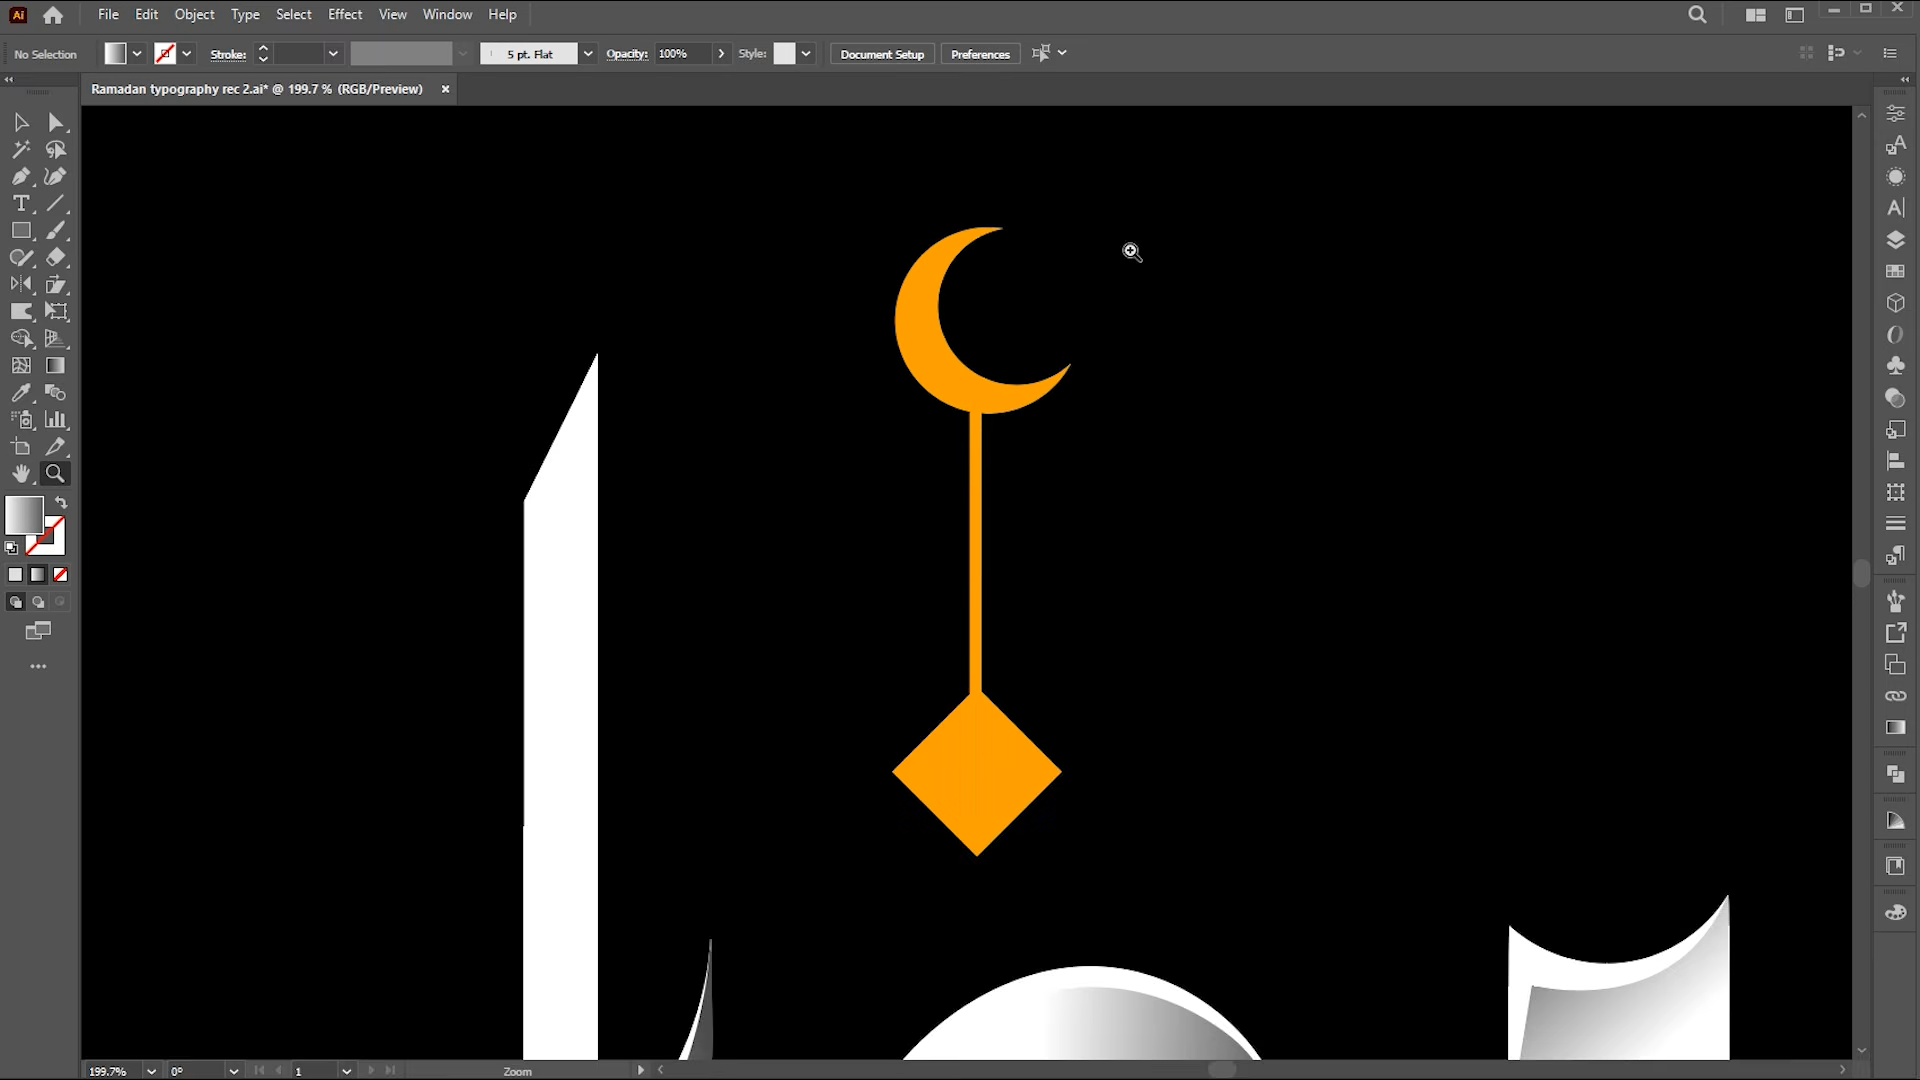 Ai File Edit Object Type Select Effect View Window Help
No Selection Stroke: 5 pt. Flat Opacity: 100% Style: Document Setup Preferences
Ramadan typography rec 2.ai* @ 199.7 % (RGB/Preview) ×
199.7% 0° 1 Zoom